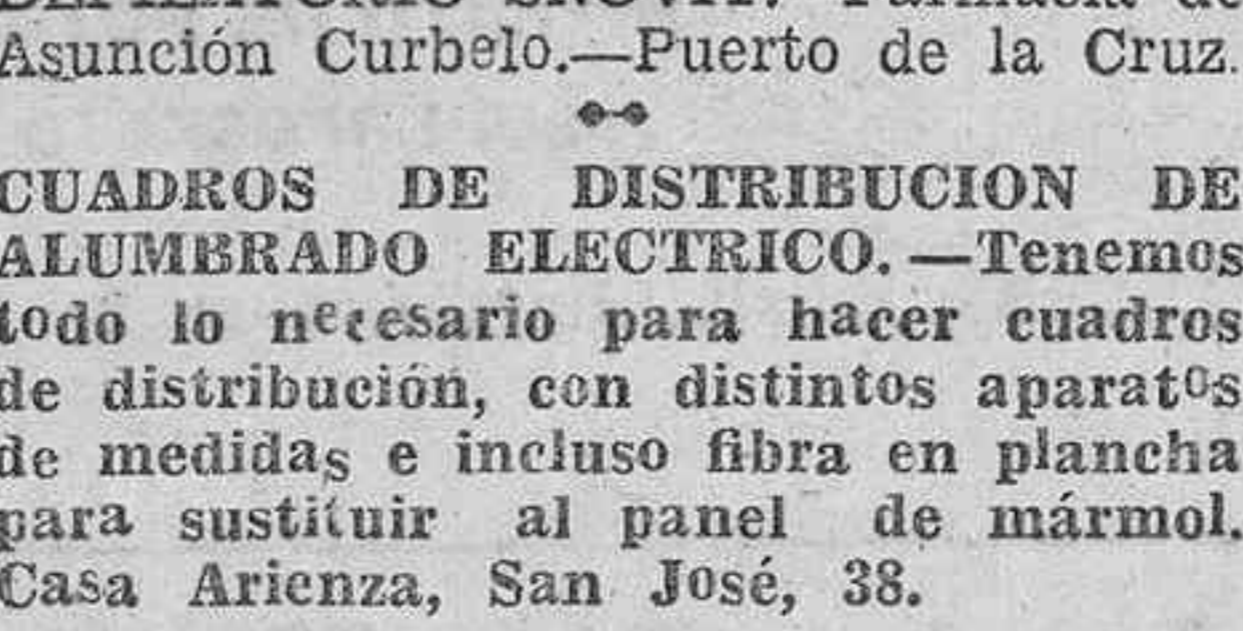 Farmacia de
Asunción Curbelo.—Puerto de la Cruz.
CUADROS DE DISTRIBUCION DE
ALUMBRADO ELECTRICO.—Tenemos
todo lo necesario para hacer cuadros
de distribución, con distintos aparatos
de medidas e incluso fibra en plancha
para sustituir al panel de mármol.
Casa Arienza, San José, 38.